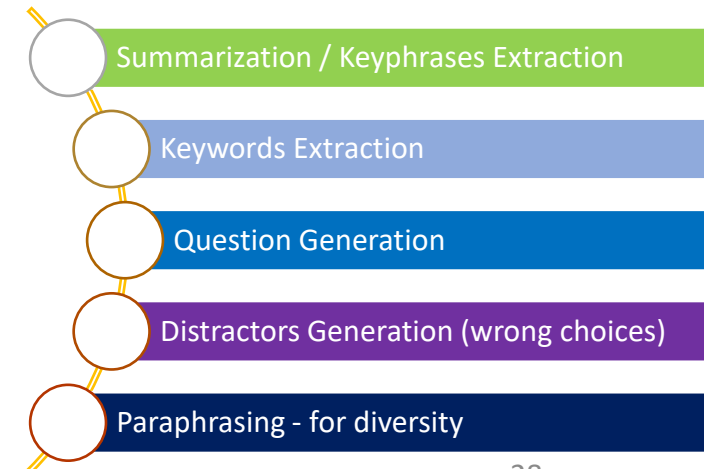 Summarization / Keyphrases Extraction
Keywords Extraction
Question Generation
Distractors Generation (wrong choices)
Paraphrasing - for diversity